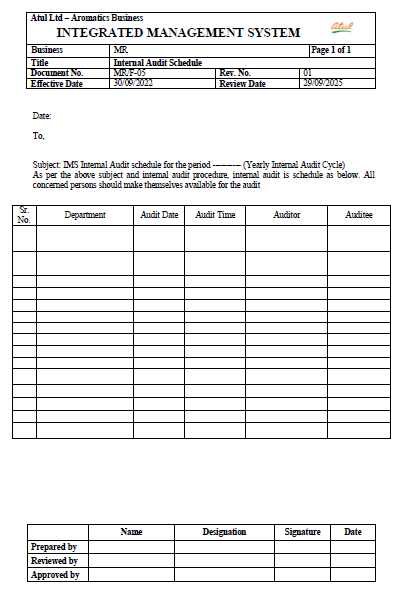 Atul Ltd – Aromatics Business
INTEGRATED MANAGEMENT SYSTEM
Atul
Business MR Page 1 of 1
Title Internal Audit Schedule
Document No. MR/F-05 Rev. No. 01
Effective Date 30/09/2022 Review Date 29/09/2025
Date:
To,
Subject: IMS Internal Audit schedule for the period ---------- (Yearly Internal Audit Cycle)
As per the above subject and internal audit procedure, internal audit is schedule as below. All
concerned persons should make themselves available for the audit
Sr. No. Department Audit Date Audit Time Auditor Auditee
Name Designation Signature Date
Prepared by
Reviewed by
Approved by